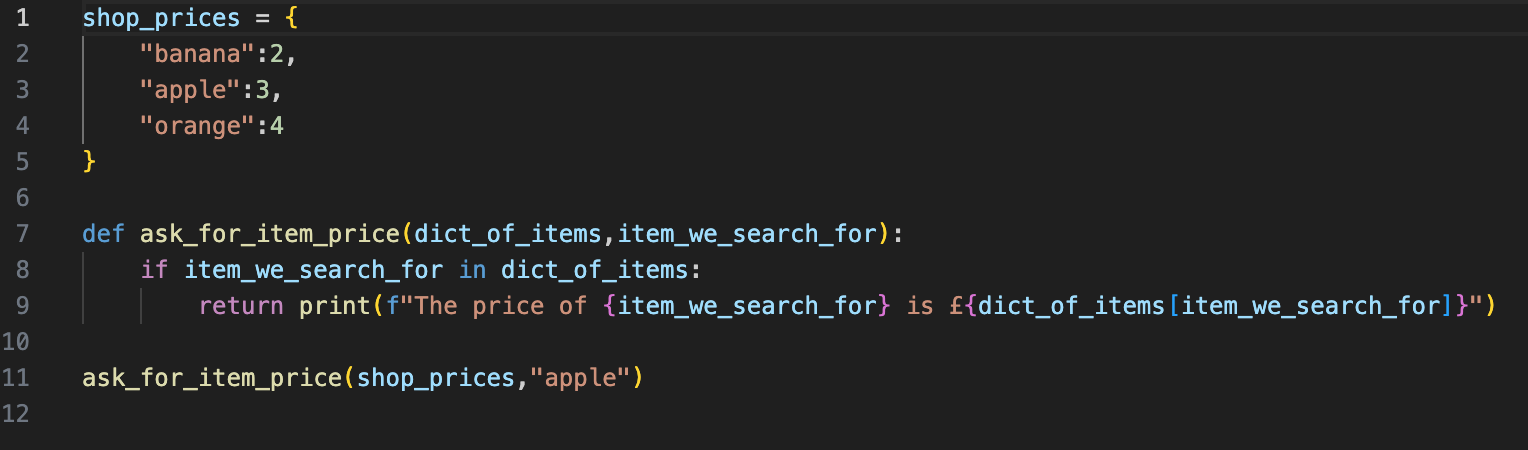 1 shop_prices = {
2     "banana":2,
3     "apple":3,
4     "orange":4
5 }
6
7 def ask_for_item_price(dict_of_items,item_we_search_for):
8     if item_we_search_for in dict_of_items:
9         return print(f"The price of {item_we_search_for} is £{dict_of_items[item_we_search_for]}")
10
11 ask_for_item_price(shop_prices,"apple")
12